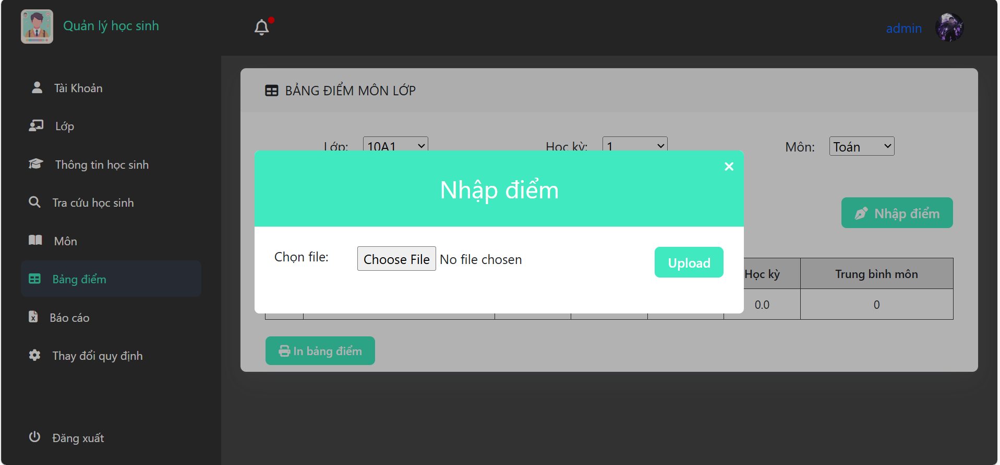 Quản lý học sinh
admin
Tài Khoản
Lớp
Thông tin học sinh
Tra cứu học sinh
Môn
Bảng điểm
Báo cáo
Thay đổi quy định
Đăng xuất
BẢNG ĐIỂM MÔN LỚP
Lớp: 10A1 Học kỳ: 1 Môn: Toán
Nhập điểm
Nhập điểm
Chọn file: Choose File No file chosen Upload
Học kỳ Trung bình môn
0.0 0
In bảng điểm